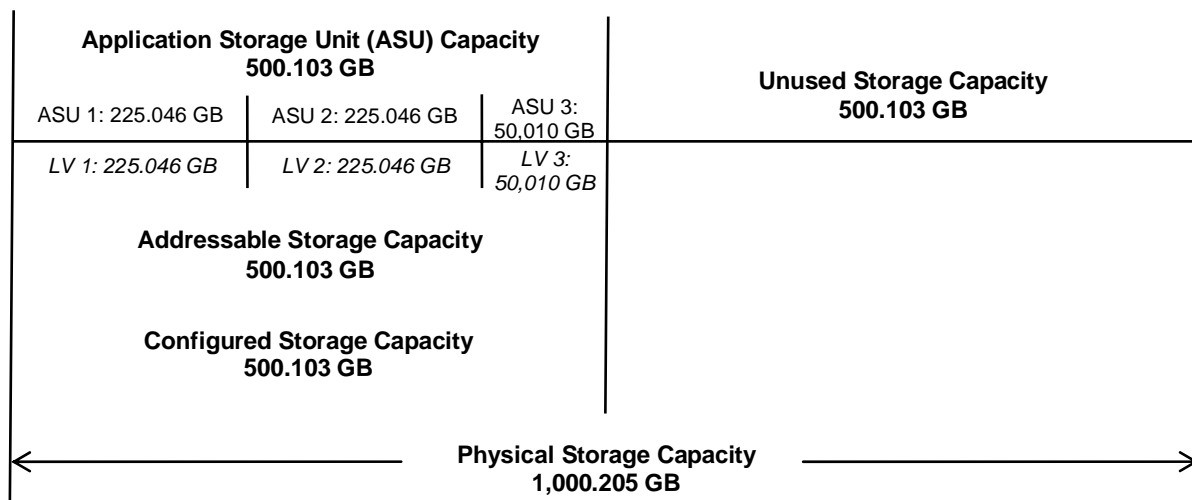 Application Storage Unit (ASU) Capacity
500.103 GB
Unused Storage Capacity
500.103 GB
ASU 1: 225.046 GB
ASU 2: 225.046 GB
ASU 3:
50,010 GB
LV 1: 225.046 GB
LV 2: 225.046 GB
LV 3:
50,010 GB
Addressable Storage Capacity
500.103 GB
Configured Storage Capacity
500.103 GB
Physical Storage Capacity
1,000.205 GB